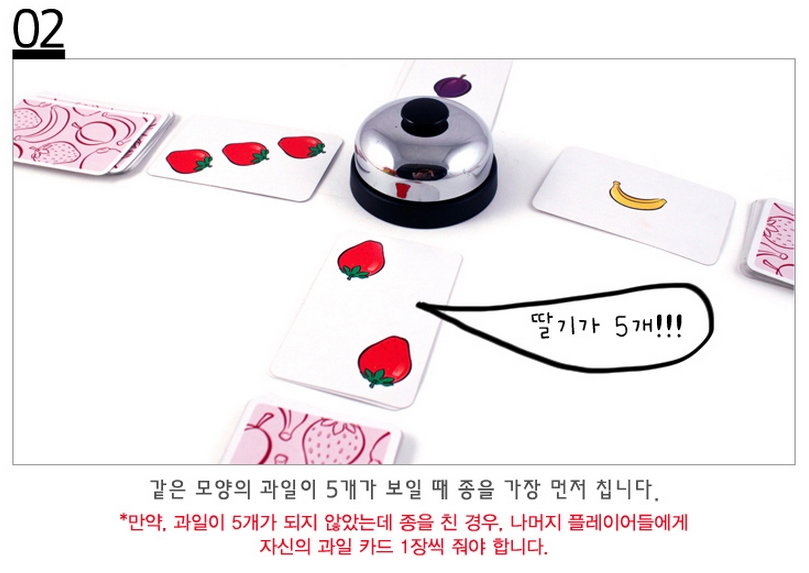 02
딸기가 5개!!!
같은 모양의 과일이 5개가 보일 때 종을 가장 먼저 칩니다.
*만약, 과일이 5개가 되지 않았는데 종을 친 경우, 나머지 플레이어들에게
자신의 과일 카드 1장씩 줘야 합니다.